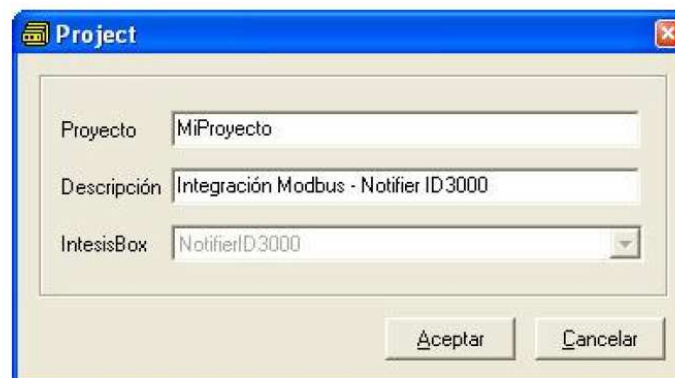 Project
Proyecto MiProyecto
Descripción Integración Modbus - Notifier ID3000
IntesisBox NotifierID3000
Aceptar Cancelar